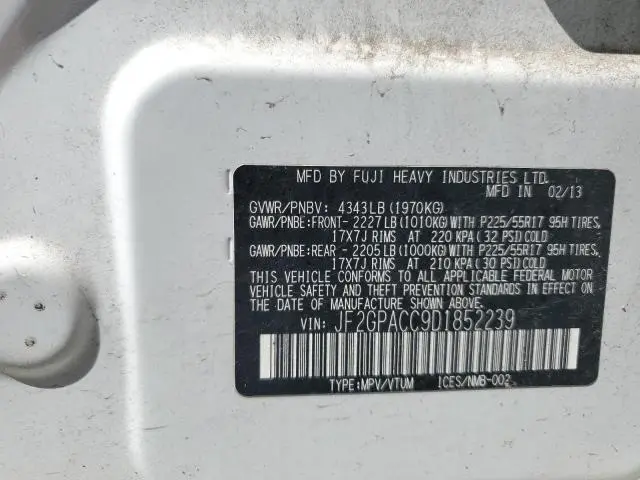 MFD BY FUJI HEAVY INDUSTRIES LTD.
MFD IN 02/13
GVWR/PNBV: 4343LB (1970KG)
GAWR/PNBE:FRONT- 2227LB (1010KG) WITH P225/55R17 95H TIRES,
17X7J RIMS AT 220 KPA (32 PSI) COLD
GAWR/PNBE:REAR - 2205LB (1000KG) WITH P225/55R17 95H TIRES,
17X7J RIMS AT 210 KPA (30 PSI) COLD
THIS VEHICLE CONFORMS TO ALL APPLICABLE FEDERAL MOTOR
VEHICLE SAFETY AND THEFT PREVENTION STANDARDS IN EFFECT ON
THE DATE OF MANUFACTURE SHOWN ABOVE.
VIN: JF2GPACC9D1852239
TYPE:MPV/VTUM ICES/NMB-002